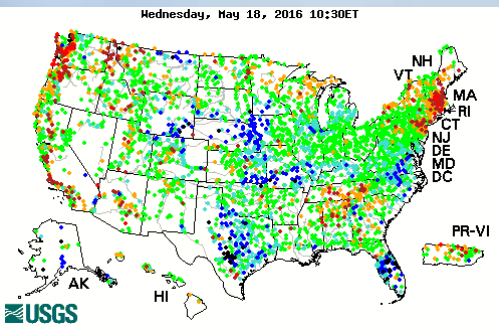 Wednesday, May 18, 2016 10:30ET
NH
VT
MA
RI
CT
NJ
DE
MD
DC
PR-VI
AK
HI
USGS